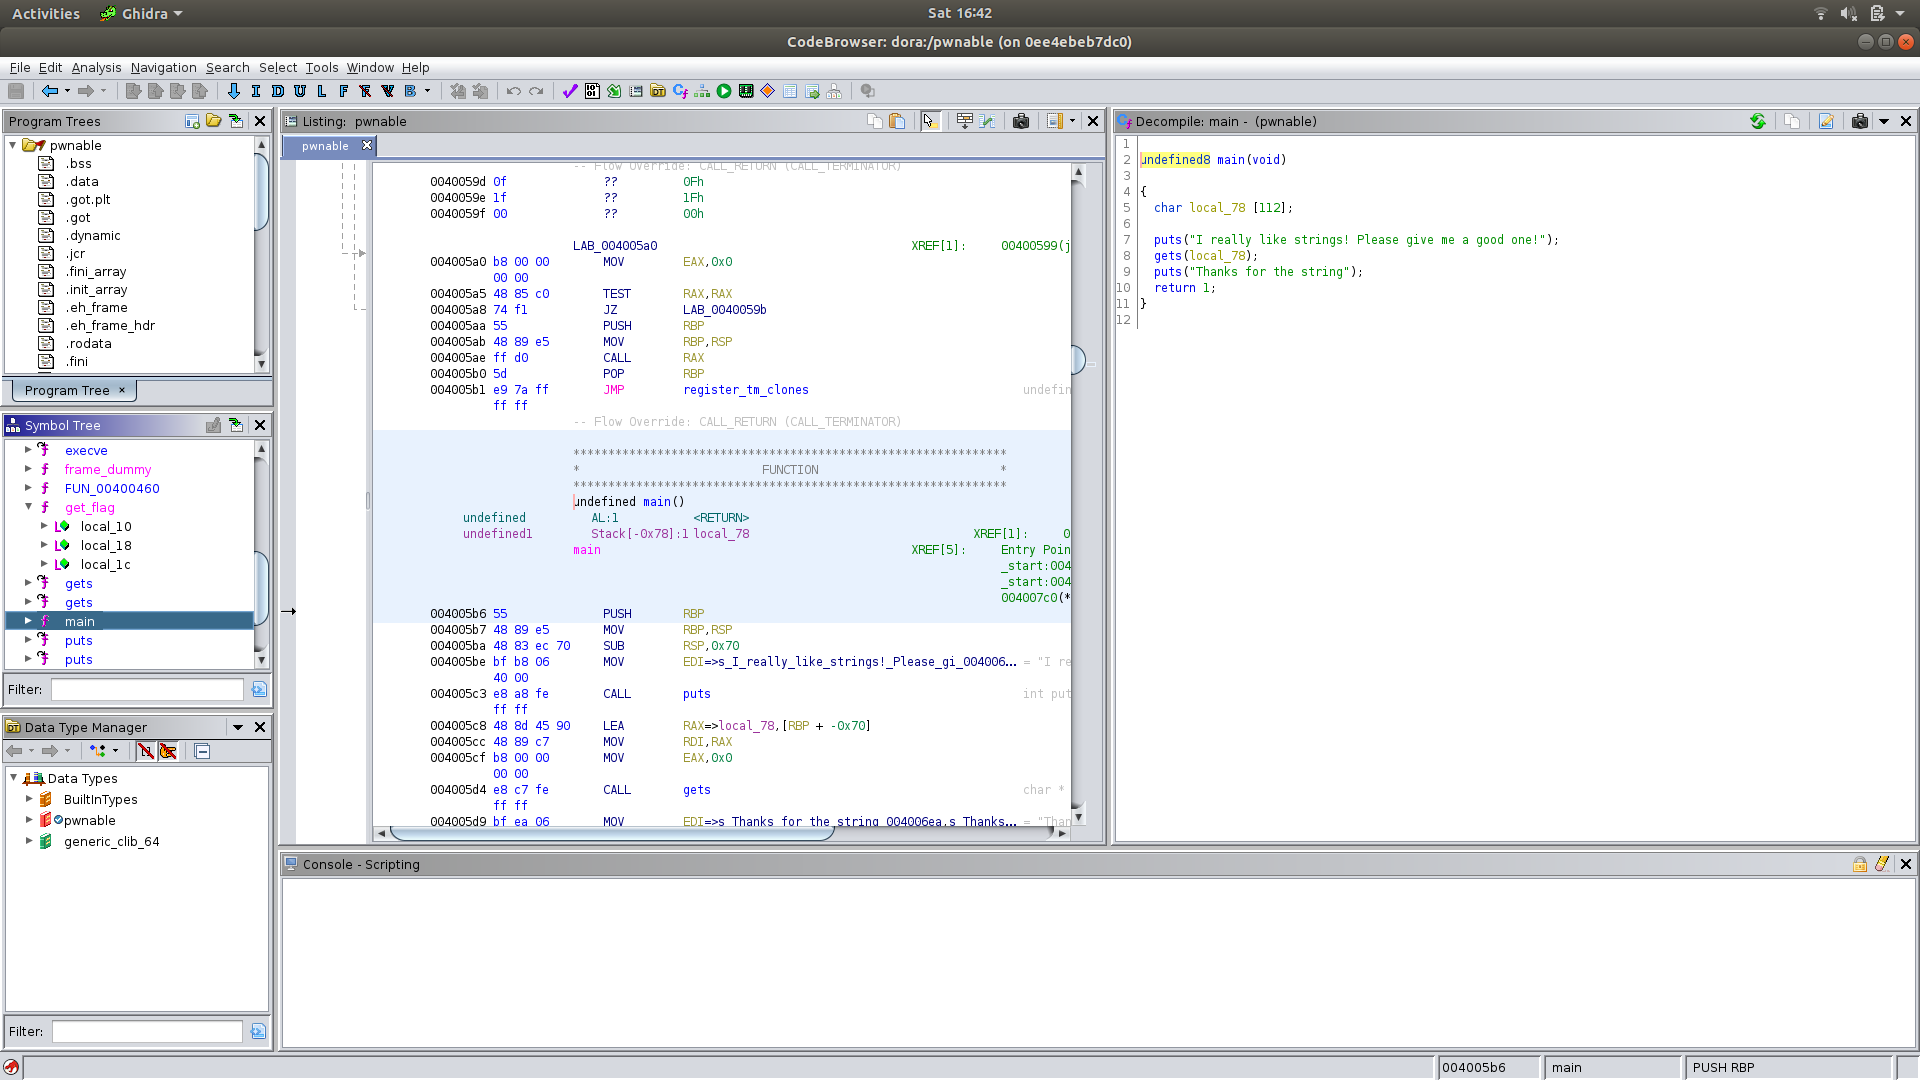 Activities Ghidra Sat 16:42
CodeBrowser: dora:/pwnable (on 0ee4ebeb7dc0)
File Edit Analysis Navigation Search Select Tools Window Help
I D U L F B
Program Trees
pwnable
.bss
.data
.got.plt
.got
.dynamic
.jcr
.fini_array
.init_array
.eh_frame
.eh_frame_hdr
.rodata
.fini
Program Tree ×
Symbol Tree
execve
frame_dummy
FUN_00400460
get_flag
local_10
local_18
local_1c
gets
gets
main
puts
puts
Filter:
Data Type Manager
Data Types
BuiltInTypes
pwnable
generic_clib_64
Filter:
Listing: pwnable
pwnable
-- Flow Override: CALL_RETURN (CALL_TERMINATOR)
0040059d 0f ?? 0Fh
0040059e 1f ?? 1Fh
0040059f 00 ?? 00h
LAB_004005a0 XREF[1]: 00400599(j
004005a0 b8 00 00 MOV EAX,0x0
00 00
004005a5 48 85 c0 TEST RAX,RAX
004005a8 74 f1 JZ LAB_0040059b
004005aa 55 PUSH RBP
004005ab 48 89 e5 MOV RBP,RSP
004005ae ff d0 CALL RAX
004005b0 5d POP RBP
004005b1 e9 7a ff JMP register_tm_clones undefin
ff ff
-- Flow Override: CALL_RETURN (CALL_TERMINATOR)
**************************************************************
* FUNCTION *
**************************************************************
undefined main()
undefined AL:1 <RETURN>
undefined1 Stack[-0x78]:1 local_78 XREF[1]: 0
main XREF[5]: Entry Poin
_start:004
_start:004
004007c0(*
004005b6 55 PUSH RBP
004005b7 48 89 e5 MOV RBP,RSP
004005ba 48 83 ec 70 SUB RSP,0x70
004005be bf b8 06 MOV EDI=>s_I_really_like_strings!_Please_gi_004006... = "I re
40 00
004005c3 e8 a8 fe CALL puts int put
ff ff
004005c8 48 8d 45 90 LEA RAX=>local_78,[RBP + -0x70]
004005cc 48 89 c7 MOV RDI,RAX
004005cf b8 00 00 MOV EAX,0x0
00 00
004005d4 e8 c7 fe CALL gets char *
ff ff
004005d9 bf ea 06 MOV EDI=>s_Thanks_for_the_string_004006ea,s_Thanks... = "Than
Decompile: main - (pwnable)
1
2 undefined8 main(void)
3
4 {
5 char local_78 [112];
6
7 puts("I really like strings! Please give me a good one!");
8 gets(local_78);
9 puts("Thanks for the string");
10 return 1;
11 }
12
Console - Scripting
004005b6 main PUSH RBP